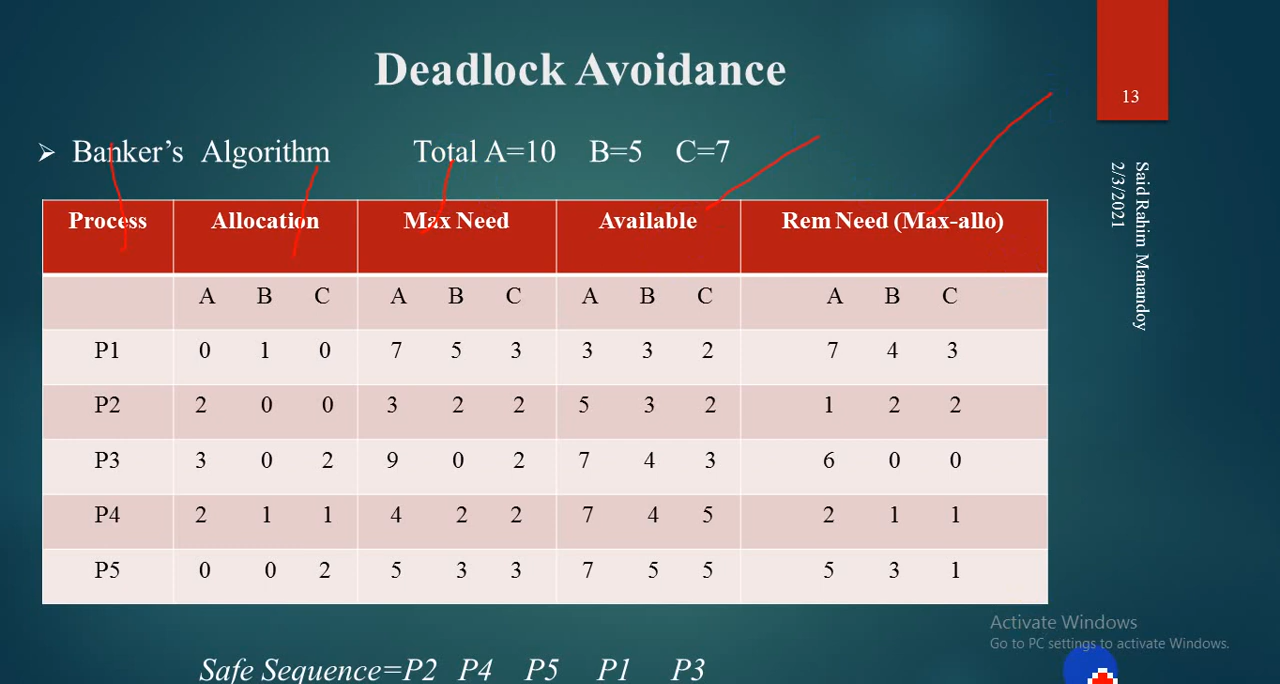 Deadlock Avoidance
13
➢ Banker's Algorithm Total A=10 B=5 C=7
Said Rahim Manandoy
2/3/2021
Process Allocation Max Need Available Rem Need (Max-allo)
A B C A B C A B C A B C
P1 0 1 0 7 5 3 3 3 2 7 4 3
P2 2 0 0 3 2 2 5 3 2 1 2 2
P3 3 0 2 9 0 2 7 4 3 6 0 0
P4 2 1 1 4 2 2 7 4 5 2 1 1
P5 0 0 2 5 3 3 7 5 5 5 3 1
Activate Windows
Go to PC settings to activate Windows.
Safe Sequence=P2 P4 P5 P1 P3